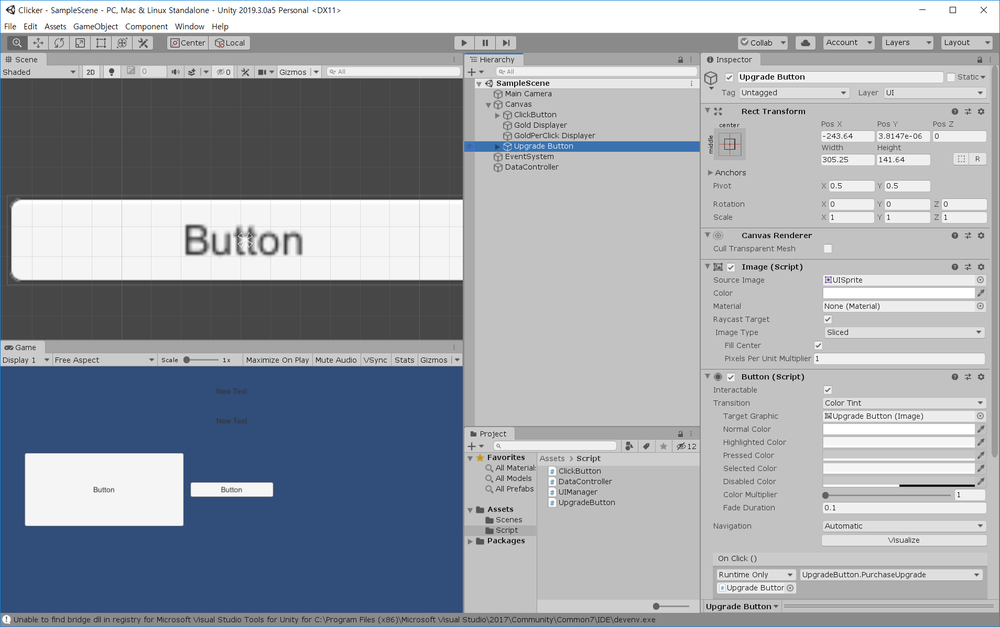 Clicker - SampleScene - PC, Mac & Linux Standalone - Unity 2019.3.0a5 Personal <DX11>
File Edit Assets GameObject Component Window Help
Center Local Collab Account Layers Layout
Scene
Shaded 2D 0 0 Gizmos All
Button
Game
Display 1 Free Aspect Scale 1x Maximize On Play Mute Audio VSync Stats Gizmos
New Text
New Text
Button
Button
Hierarchy
All
SampleScene
Main Camera
Canvas
ClickButton
Gold Displayer
GoldPerClick Displayer
Upgrade Button
EventSystem
DataController
Project
12
Favorites
All Materials
All Models
All Prefabs
Assets
Scenes
Script
Packages
Assets > Script
ClickButton
DataController
UIManager
UpgradeButton
Inspector
Upgrade Button Static
Tag Untagged Layer UI
Rect Transform
center
middle
Pos X Pos Y Pos Z
-243.64 3.8147e-06 0
Width Height
305.25 141.64 R
Anchors
Pivot X 0.5 Y 0.5
Rotation X 0 Y 0 Z 0
Scale X 1 Y 1 Z 1
Canvas Renderer
Cull Transparent Mesh
Image (Script)
Source Image UISprite
Color
Material None (Material)
Raycast Target
Image Type Sliced
Fill Center
Pixels Per Unit Multiplier 1
Button (Script)
Interactable
Transition Color Tint
Target Graphic Upgrade Button (Image)
Normal Color
Highlighted Color
Pressed Color
Selected Color
Disabled Color
Color Multiplier 1
Fade Duration 0.1
Navigation Automatic
Visualize
On Click ()
Runtime Only UpgradeButton.PurchaseUpgrade
Upgrade Button
Upgrade Button
Unable to find bridge dll in registry for Microsoft Visual Studio Tools for Unity for C:\Program Files (x86)\Microsoft Visual Studio\2017\Community\Common7\IDE\devenv.exe